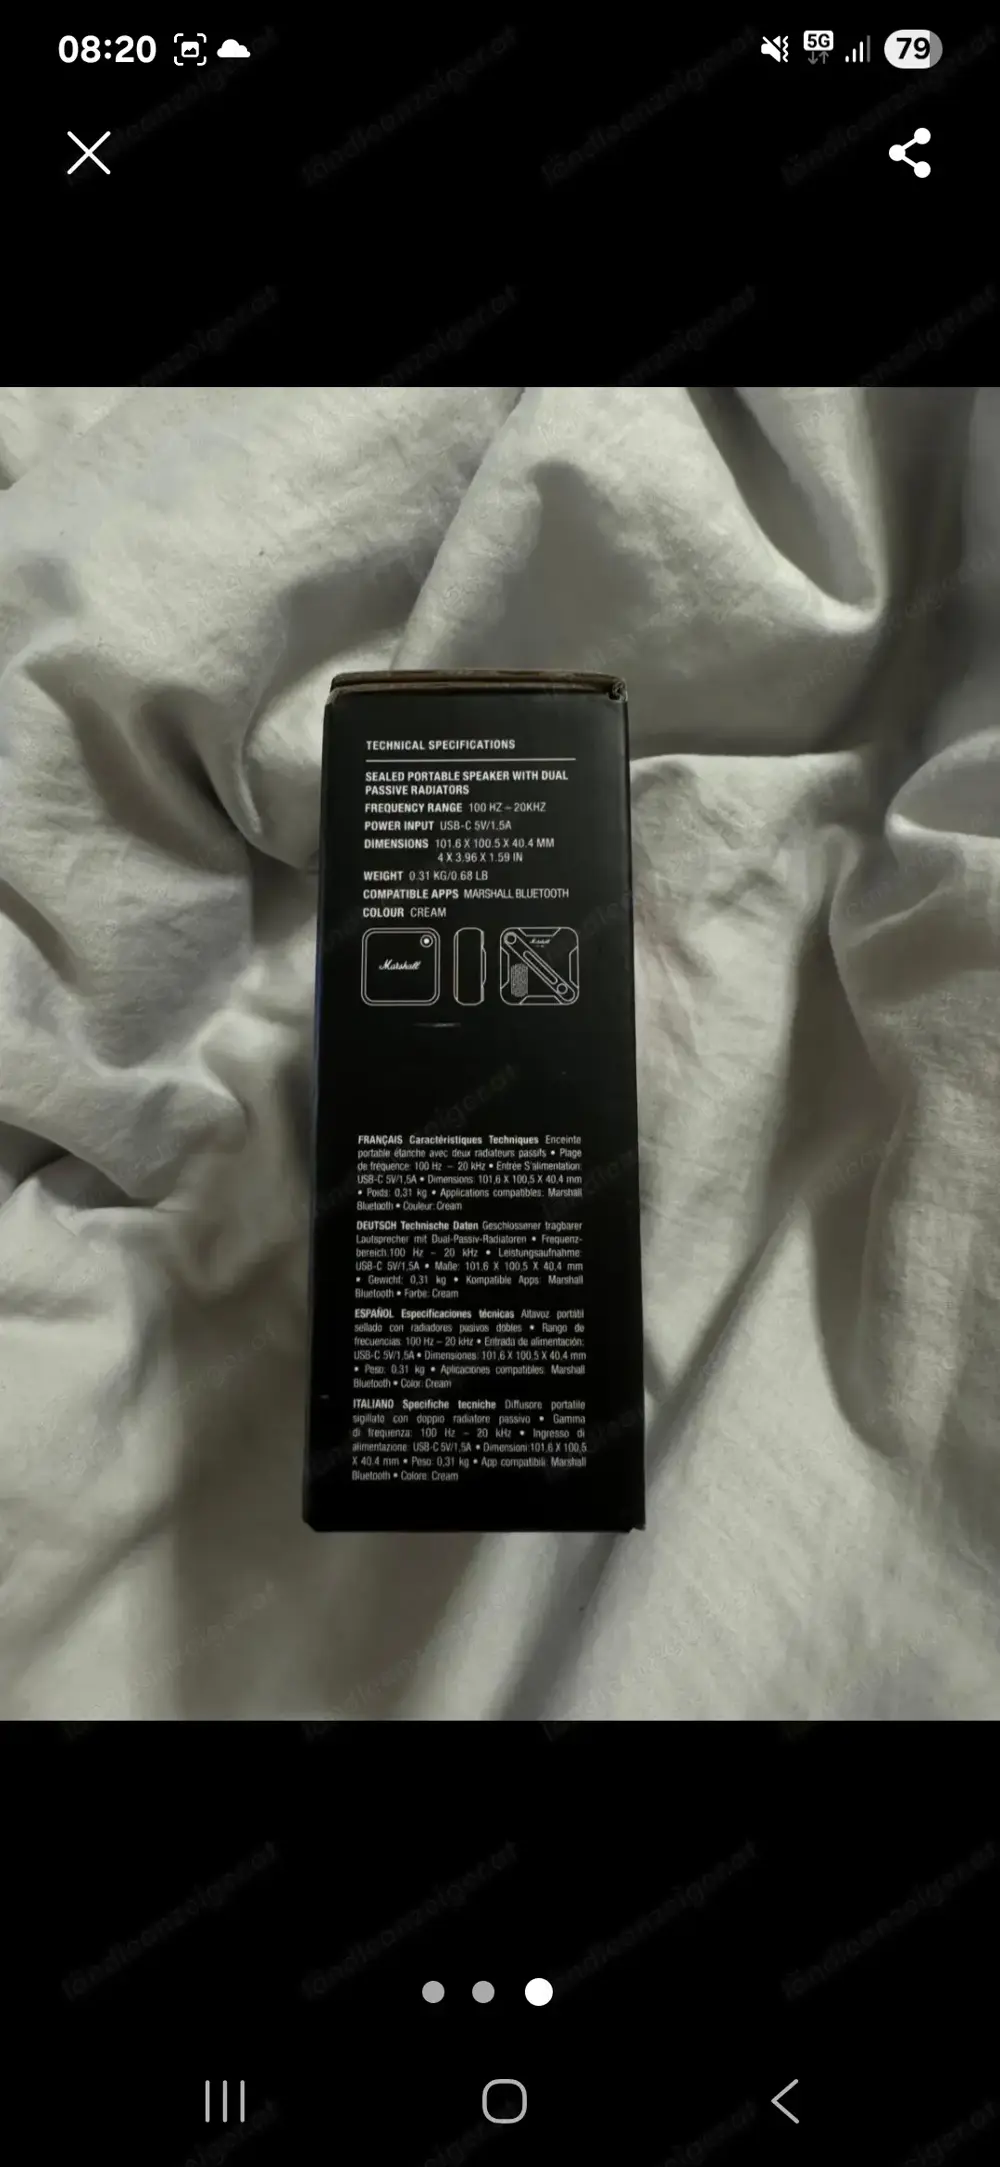 08:20
5G
79
TECHNICAL SPECIFICATIONS
SEALED PORTABLE SPEAKER WITH DUAL
PASSIVE RADIATORS
FREQUENCY RANGE 100 HZ ~ 20KHZ
POWER INPUT USB-C 5V/1.5A
DIMENSIONS 101.6 X 100.5 X 40.4 MM
4 X 3.96 X 1.59 IN
WEIGHT 0.31 KG/0.68 LB
COMPATIBLE APPS MARSHALL BLUETOOTH
COLOUR CREAM
Marshall
Marshall
FRANÇAIS Caractéristiques Techniques Enceinte
portable étanche avec deux radiateurs passifs • Plage
de fréquence: 100 Hz – 20 kHz • Entrée S'alimentation:
USB-C 5V/1,5A • Dimensions: 101,6 X 100,5 X 40,4 mm
• Poids: 0,31 kg • Applications compatibles: Marshall
Bluetooth • Couleur: Cream
DEUTSCH Technische Daten Geschlossener tragbarer
Lautsprecher mit Dual-Passiv-Radiatoren • Frequenz-
bereich:100 Hz – 20 kHz • Leistungsaufnahme:
USB-C 5V/1,5A • Maße: 101,6 X 100,5 X 40,4 mm
• Gewicht: 0,31 kg • Kompatible Apps: Marshall
Bluetooth • Farbe: Cream
ESPAÑOL Especificaciones técnicas Altavoz portátil
sellado con radiadores pasivos dobles • Rango de
frecuencias: 100 Hz – 20 kHz • Entrada de alimentación:
USB-C 5V/1,5A • Dimensiones: 101,6 X 100,5 X 40,4 mm
• Peso: 0,31 kg • Aplicaciones compatibles: Marshall
Bluetooth • Color: Cream
ITALIANO Specifiche tecniche Diffusore portatile
sigillato con doppio radiatore passivo • Gamma
di frequenza: 100 Hz – 20 kHz • Ingresso di
alimentazione: USB-C 5V/1,5A • Dimensioni:101,6 X 100,5
X 40,4 mm • Peso: 0,31 kg • App compatibili: Marshall
Bluetooth • Colore: Cream
ländleanzeiger.at